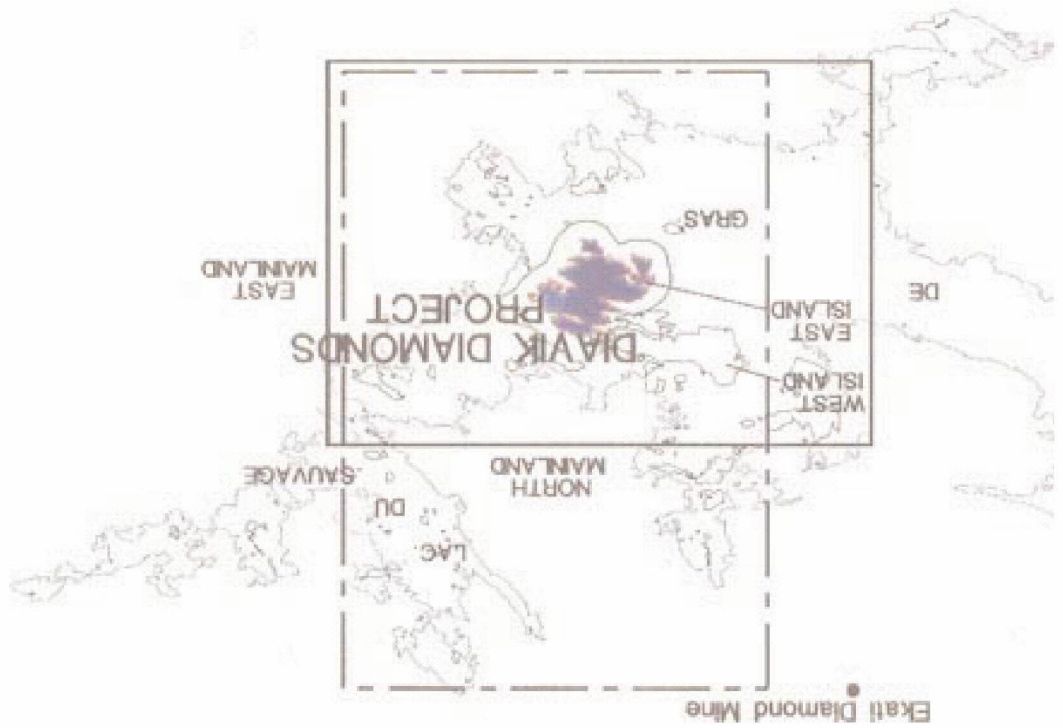 Ekati Diamond Mine
LAC
DU
SAUVAGE
NORTH
MAINLAND
WEST
ISLAND
EAST
ISLAND
DIAVIK DIAMONDS
PROJECT
DE
EAST
MAINLAND
GRAS